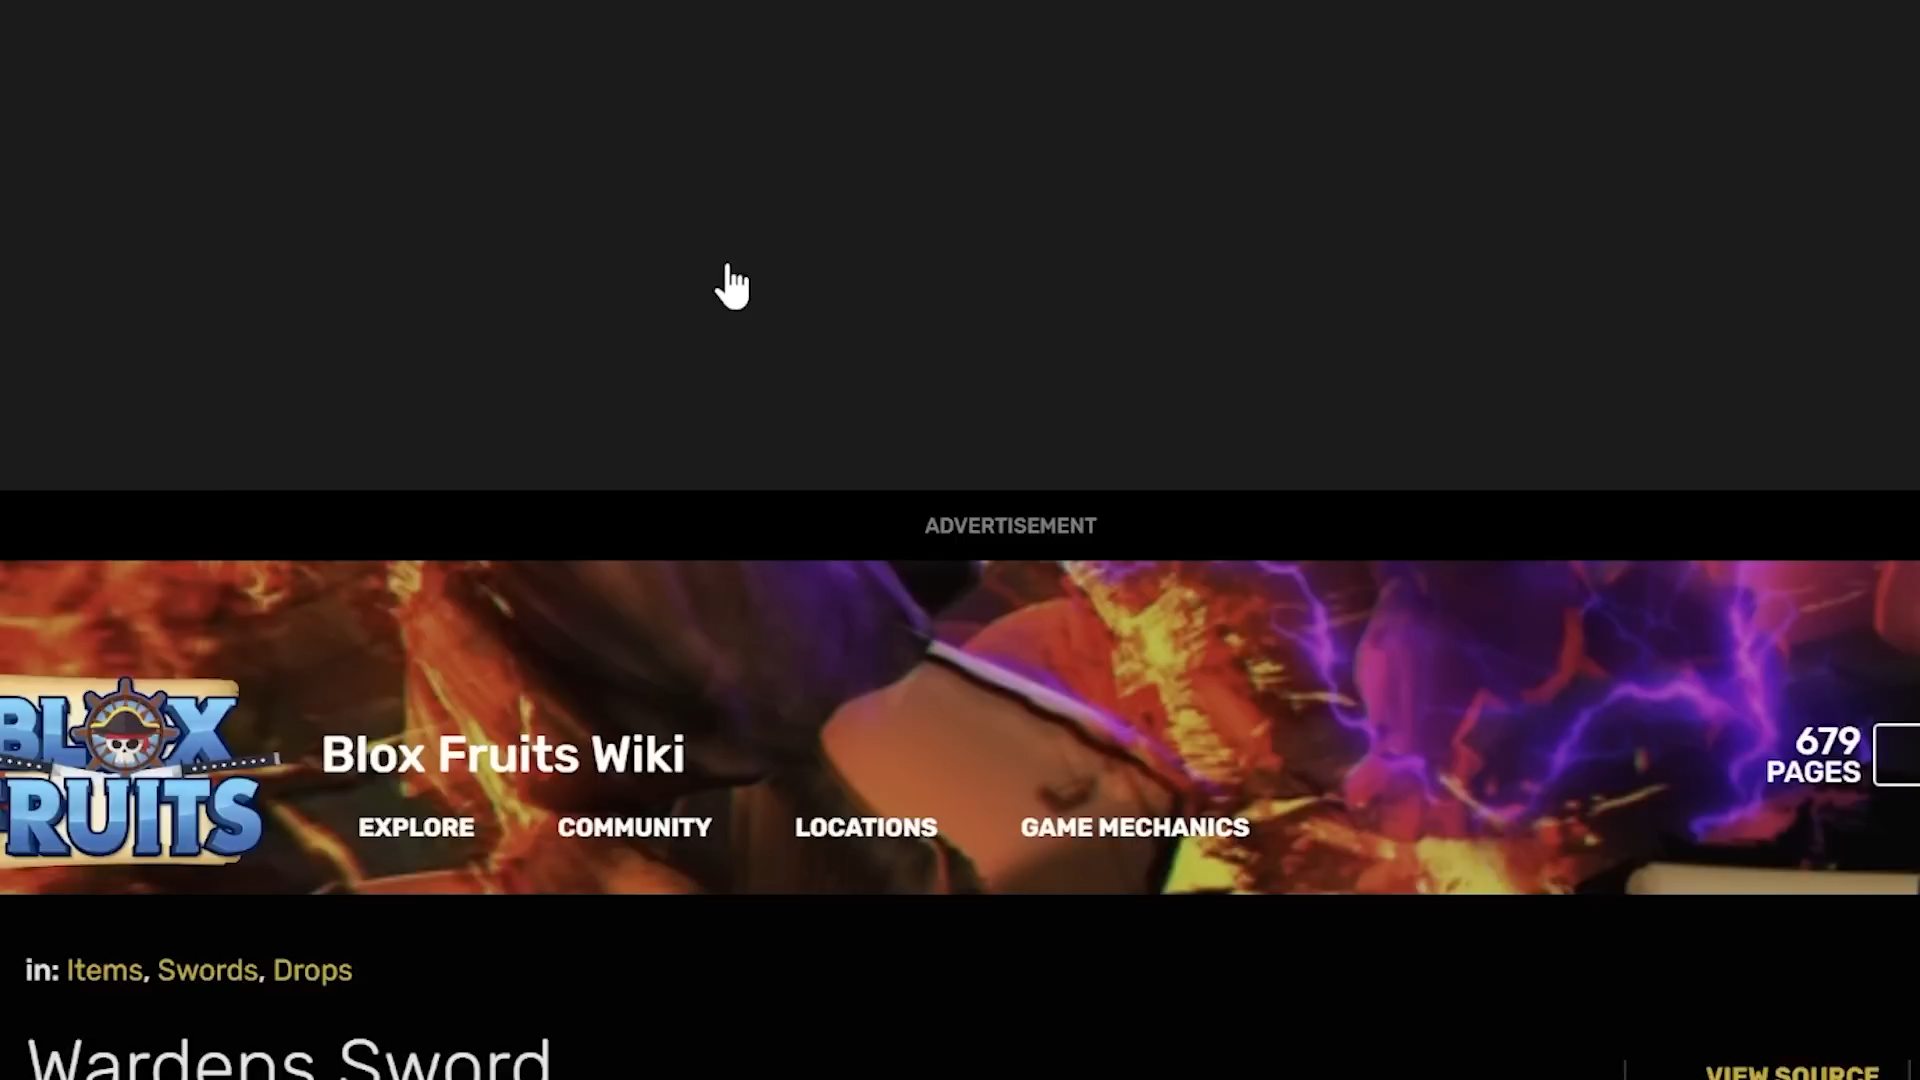 ADVERTISEMENT
BLOX
FRUITS
Blox Fruits Wiki
679
PAGES
EXPLORE COMMUNITY LOCATIONS GAME MECHANICS
in: Items, Swords, Drops
Wardens Sword
VIEW SOURCE